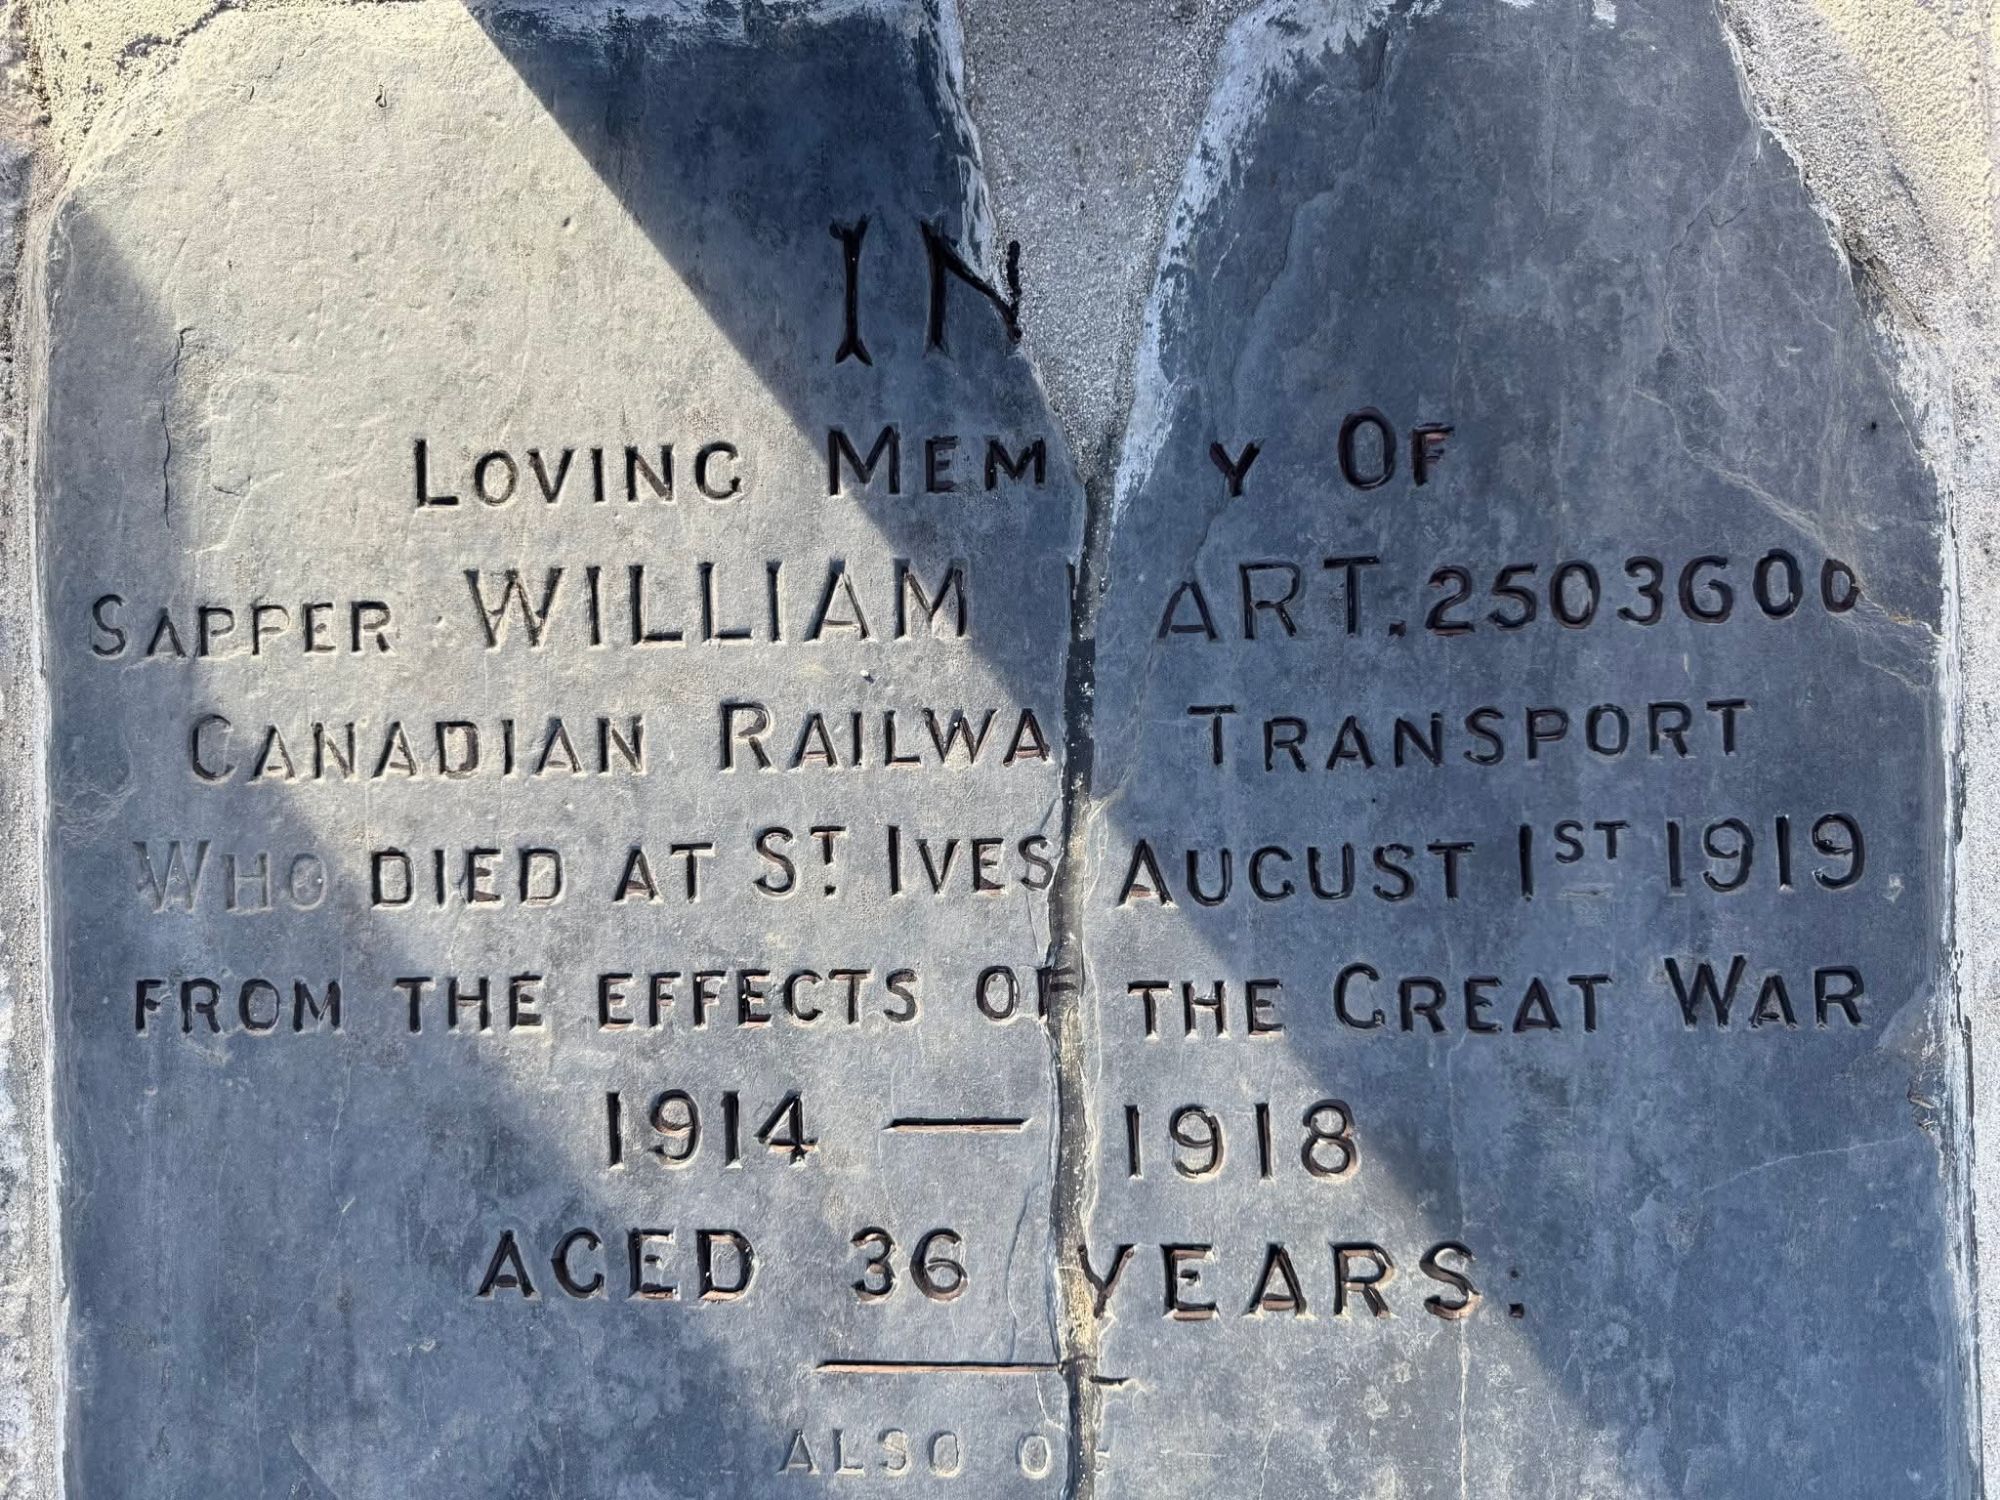 IN
LOVING MEM Y OF
SAPPER WILLIAM ART. 2503600
CANADIAN RAILWA TRANSPORT
WHO DIED AT ST. IVES AUGUST 1ST 1919
FROM THE EFFECTS OF THE GREAT WAR
1914 — 1918
AGED 36 YEARS:
ALSO OF